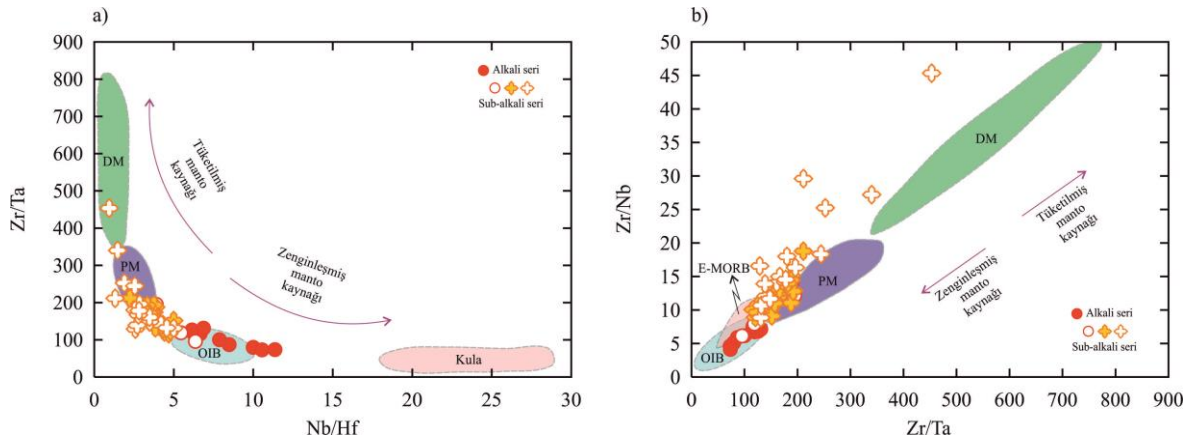 a)
900
800
700
600
500
400
300
200
100
0
Zr/Ta
DM
PM
OIB
Kula
Tüketilmiş
manto
kaynağı
Zenginleşmiş
manto
kaynağı
Alkali seri
Sub-alkali seri
0 5 10 15 20 25 30
Nb/Hf
b)
50
45
40
35
30
25
20
15
10
5
0
Zr/Nb
DM
PM
E-MORB
OIB
Tüketilmiş
manto
kaynağı
Zenginleşmiş
manto
kaynağı
Alkali seri
Sub-alkali seri
0 100 200 300 400 500 600 700 800 900
Zr/Ta